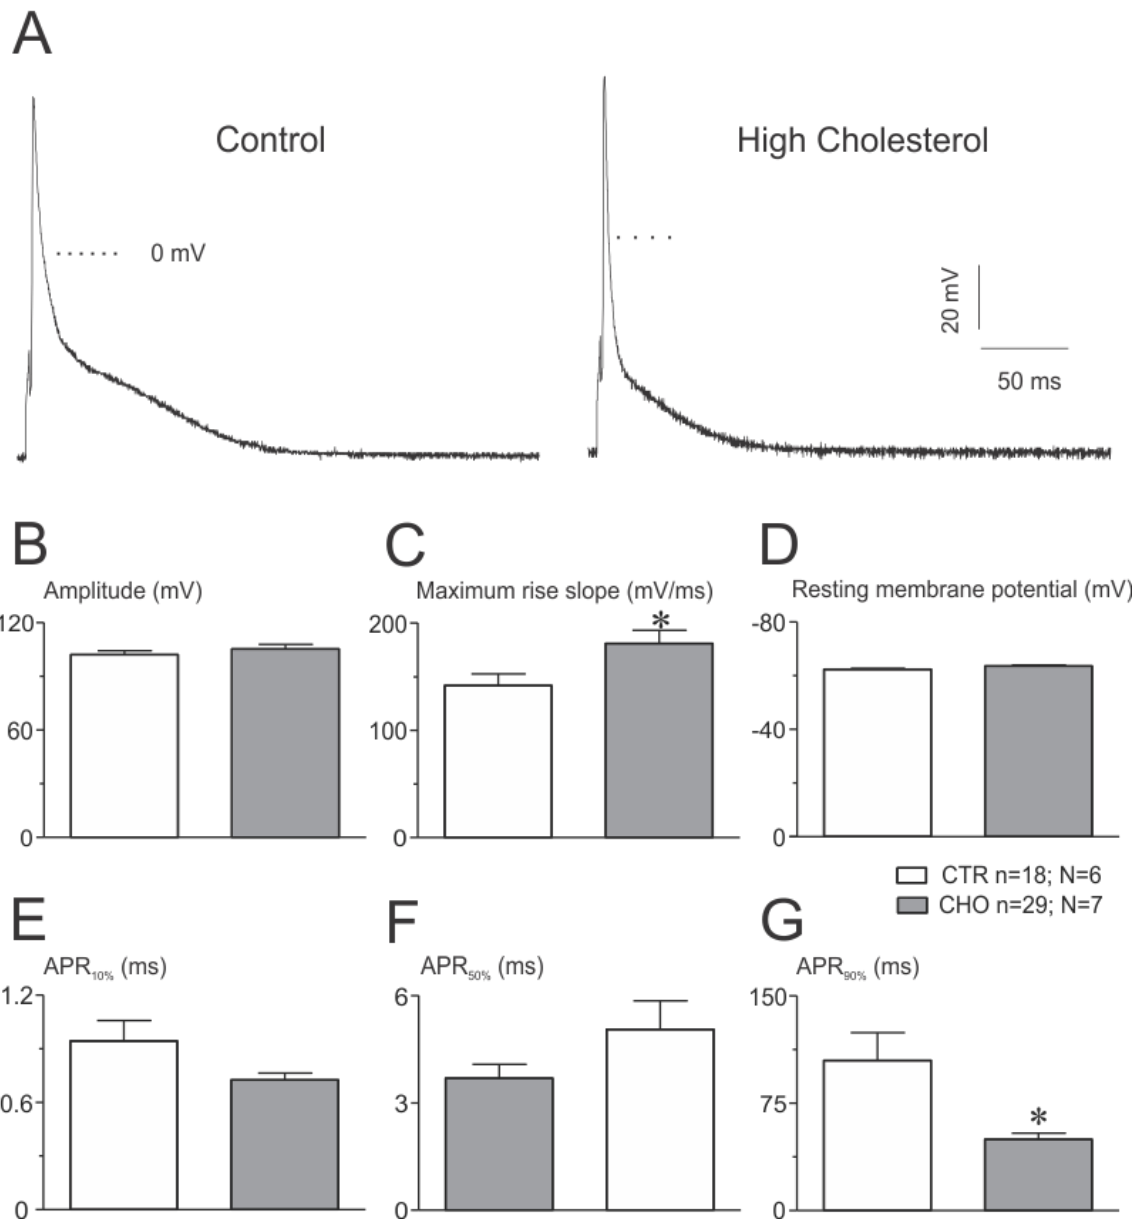 A
Control
High Cholesterol
0 mV
20 mV
50 ms
B
C
D
Amplitude (mV)
Maximum rise slope (mV/ms)
Resting membrane potential (mV)
120
60
0
200
100
0
*
-80
-40
0
CTR n=18; N=6
CHO n=29; N=7
E
F
G
APR10% (ms)
APR50% (ms)
APR90% (ms)
1.2
0.6
0
6
3
0
150
75
0
*